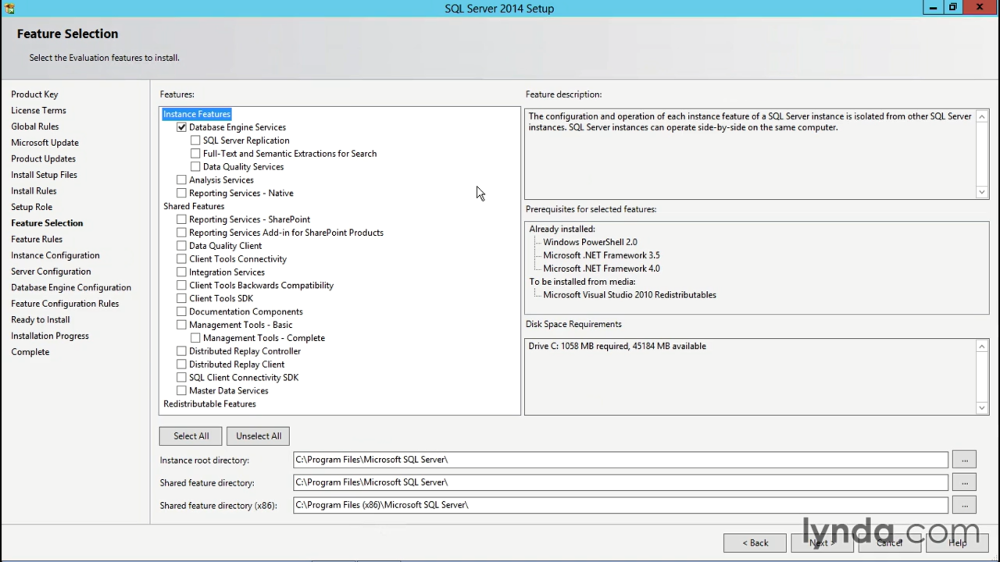 SQL Server 2014 Setup
Feature Selection
Select the Evaluation features to install.
Product Key
License Terms
Global Rules
Microsoft Update
Product Updates
Install Setup Files
Install Rules
Setup Role
Feature Selection
Feature Rules
Instance Configuration
Server Configuration
Database Engine Configuration
Feature Configuration Rules
Ready to Install
Installation Progress
Complete
Features:
Instance Features
Database Engine Services
SQL Server Replication
Full-Text and Semantic Extractions for Search
Data Quality Services
Analysis Services
Reporting Services - Native
Shared Features
Reporting Services - SharePoint
Reporting Services Add-in for SharePoint Products
Data Quality Client
Client Tools Connectivity
Integration Services
Client Tools Backwards Compatibility
Client Tools SDK
Documentation Components
Management Tools - Basic
Management Tools - Complete
Distributed Replay Controller
Distributed Replay Client
SQL Client Connectivity SDK
Master Data Services
Redistributable Features
Feature description:
The configuration and operation of each instance feature of a SQL Server instance is isolated from other SQL Server
instances. SQL Server instances can operate side-by-side on the same computer.
Prerequisites for selected features:
Already installed:
Windows PowerShell 2.0
Microsoft .NET Framework 3.5
Microsoft .NET Framework 4.0
To be installed from media:
Microsoft Visual Studio 2010 Redistributables
Disk Space Requirements
Drive C: 1058 MB required, 45184 MB available
Select All
Unselect All
Instance root directory:
C:\Program Files\Microsoft SQL Server\
...
Shared feature directory:
C:\Program Files\Microsoft SQL Server\
...
Shared feature directory (x86):
C:\Program Files (x86)\Microsoft SQL Server\
...
< Back
Next >
Cancel
Help
lynda.com